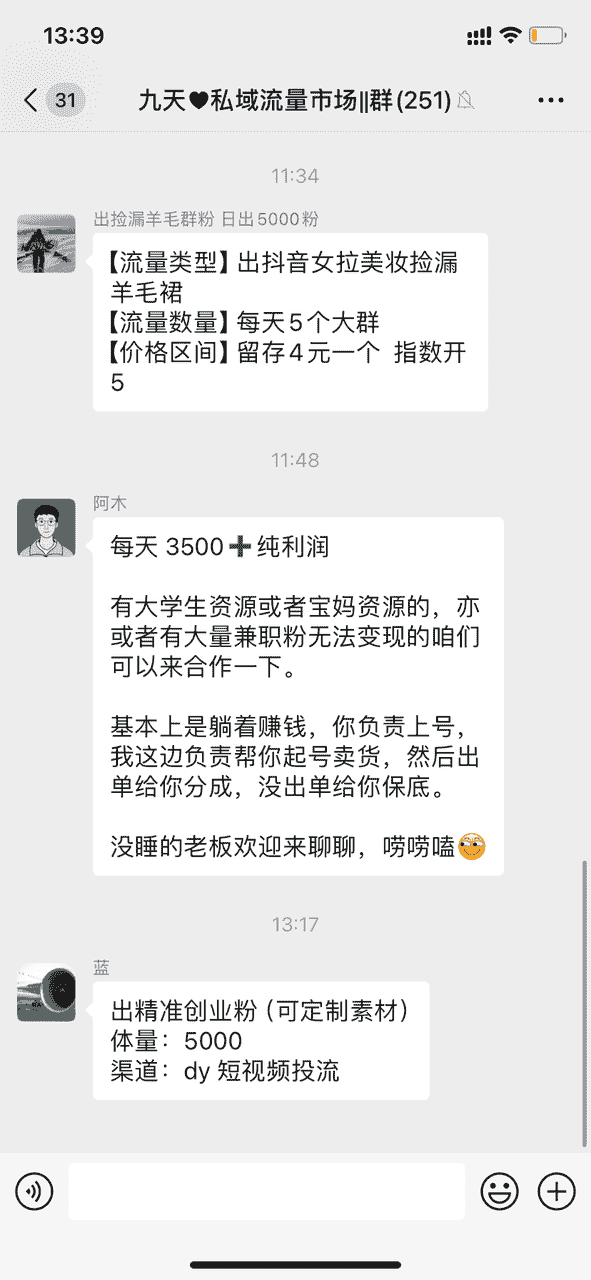 13:39
31
九天♥私域流量市场||群(251)
11:34
出捡漏羊毛群粉 日出5000粉
【流量类型】出抖音女拉美妆捡漏
羊毛裙
【流量数量】每天5个大群
【价格区间】留存4元一个 指数开
5
11:48
阿木
每天 3500➕纯利润
有大学生资源或者宝妈资源的，亦
或者有大量兼职粉无法变现的咱们
可以来合作一下。
基本上是躺着赚钱，你负责上号，
我这边负责帮你起号卖货，然后出
单给你分成，没出单给你保底。
没睡的老板欢迎来聊聊，唠唠嗑
13:17
蓝
出精准创业粉（可定制素材）
体量：5000
渠道：dy 短视频投流